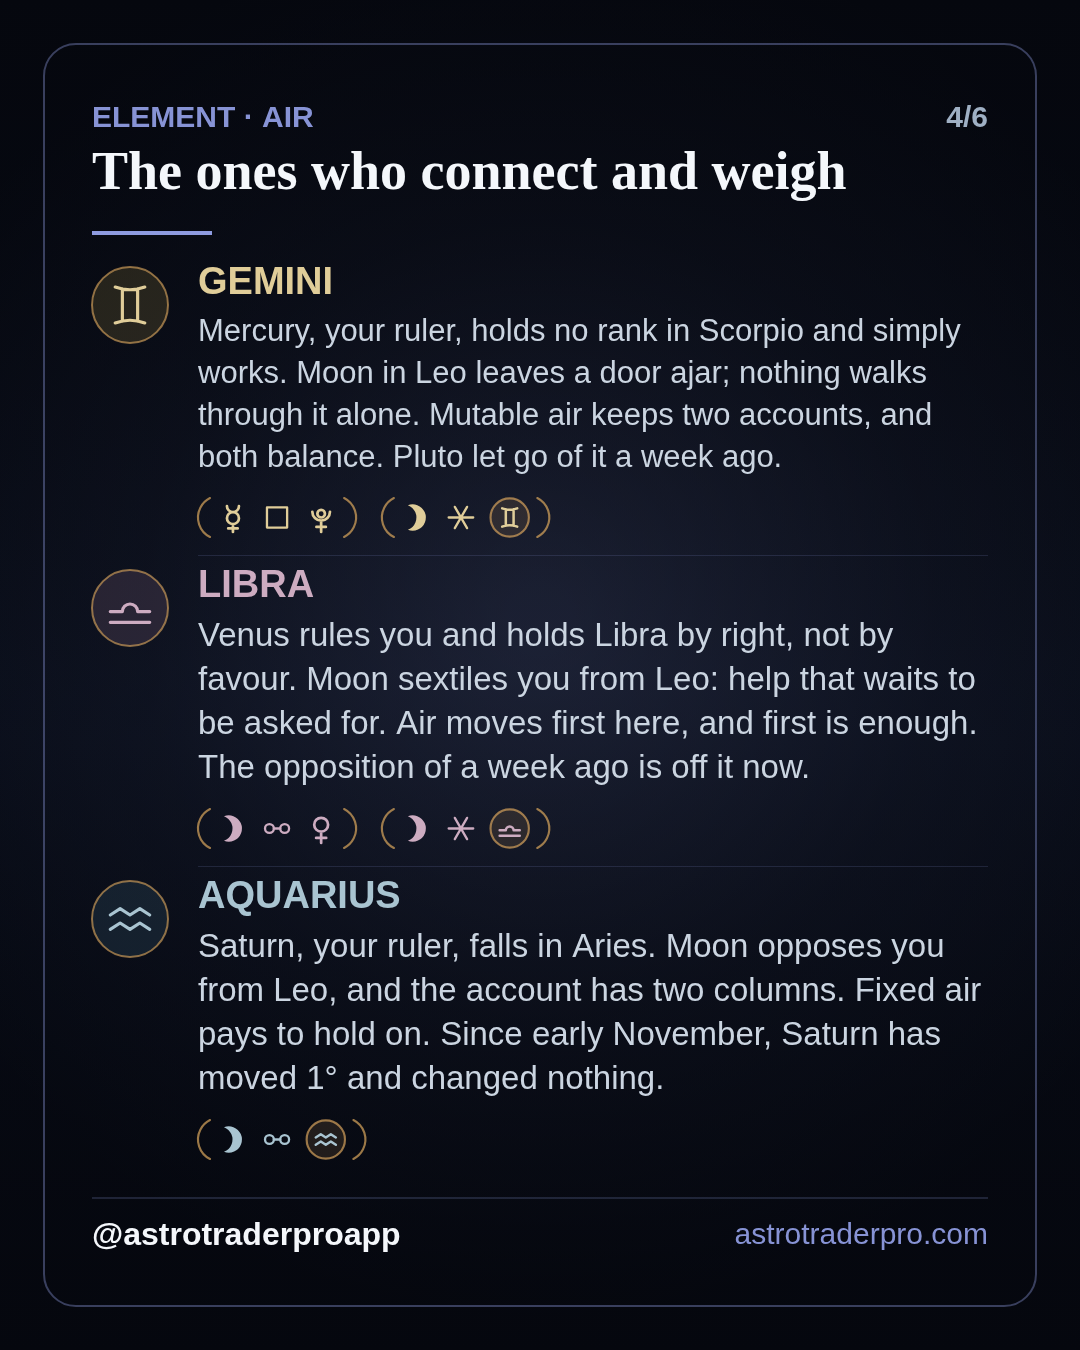 ELEMENT · AIR
4/6
The ones who connect and weigh
GEMINI
Mercury, your ruler, holds no rank in Scorpio and simply
works. Moon in Leo leaves a door ajar; nothing walks
through it alone. Mutable air keeps two accounts, and
both balance. Pluto let go of it a week ago.
LIBRA
Venus rules you and holds Libra by right, not by
favour. Moon sextiles you from Leo: help that waits to
be asked for. Air moves first here, and first is enough.
The opposition of a week ago is off it now.
AQUARIUS
Saturn, your ruler, falls in Aries. Moon opposes you
from Leo, and the account has two columns. Fixed air
pays to hold on. Since early November, Saturn has
moved 1° and changed nothing.
@astrotraderproapp
astrotraderpro.com